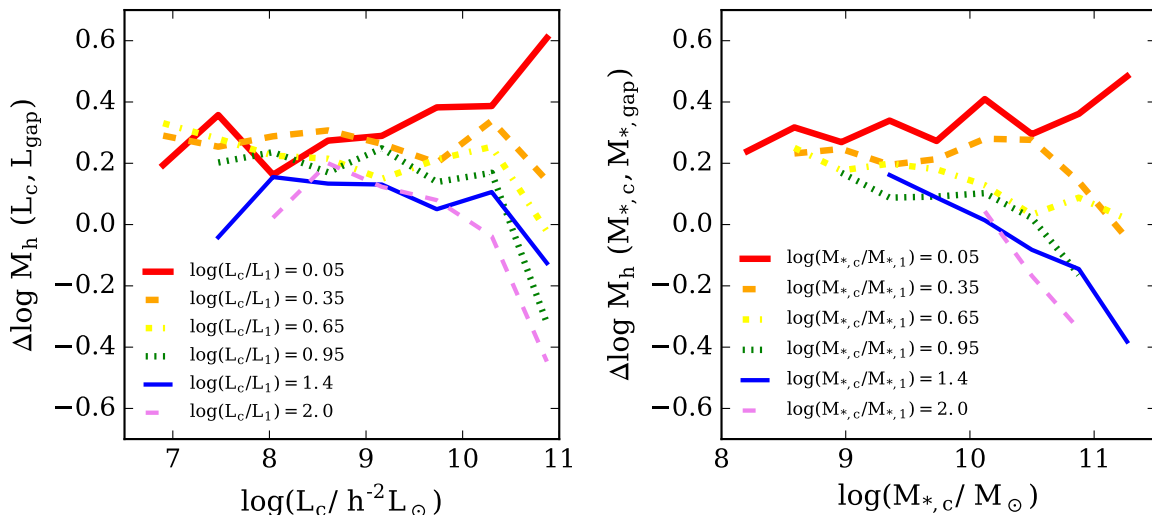 0.6
0.4
0.2
0.0
−0.2
−0.4
−0.6
Δlog M_h (L_c, L_gap)
log(L_c/L_1) = 0.05
log(L_c/L_1) = 0.35
log(L_c/L_1) = 0.65
log(L_c/L_1) = 0.95
log(L_c/L_1) = 1.4
log(L_c/L_1) = 2.0
7 8 9 10 11
log(L_c/ h^-2 L_⊙)
0.6
0.4
0.2
0.0
−0.2
−0.4
−0.6
Δlog M_h (M_*,c, M_*,gap)
log(M_*,c/M_*,1) = 0.05
log(M_*,c/M_*,1) = 0.35
log(M_*,c/M_*,1) = 0.65
log(M_*,c/M_*,1) = 0.95
log(M_*,c/M_*,1) = 1.4
log(M_*,c/M_*,1) = 2.0
8 9 10 11
log(M_*,c/ M_⊙)